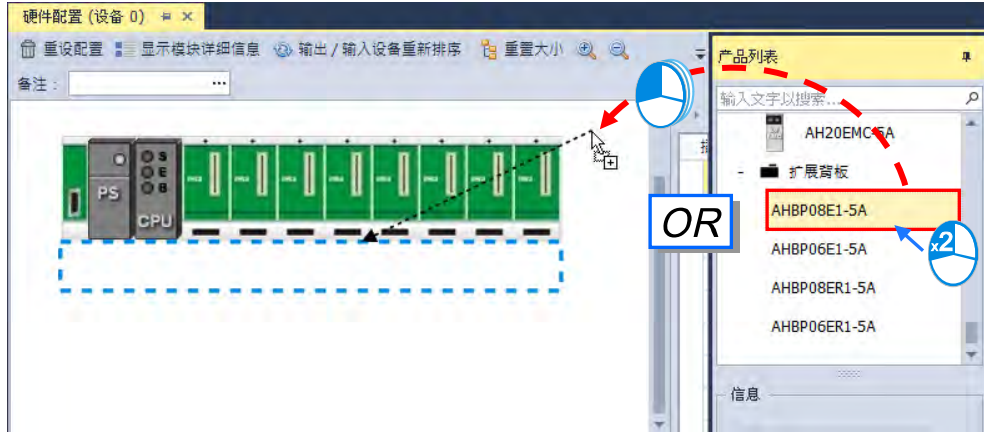 硬件配置 (设备 0)
重设配置 显示模块详细信息 输出 / 输入设备重新排序 重置大小
备注 :
...
PS
CPU
S
E
B
OR
产品列表
输入文字以搜索...
AH20EMC-5A
- 扩展背板
AHBP08E1-5A
x2
AHBP06E1-5A
AHBP08ER1-5A
AHBP06ER1-5A
信息